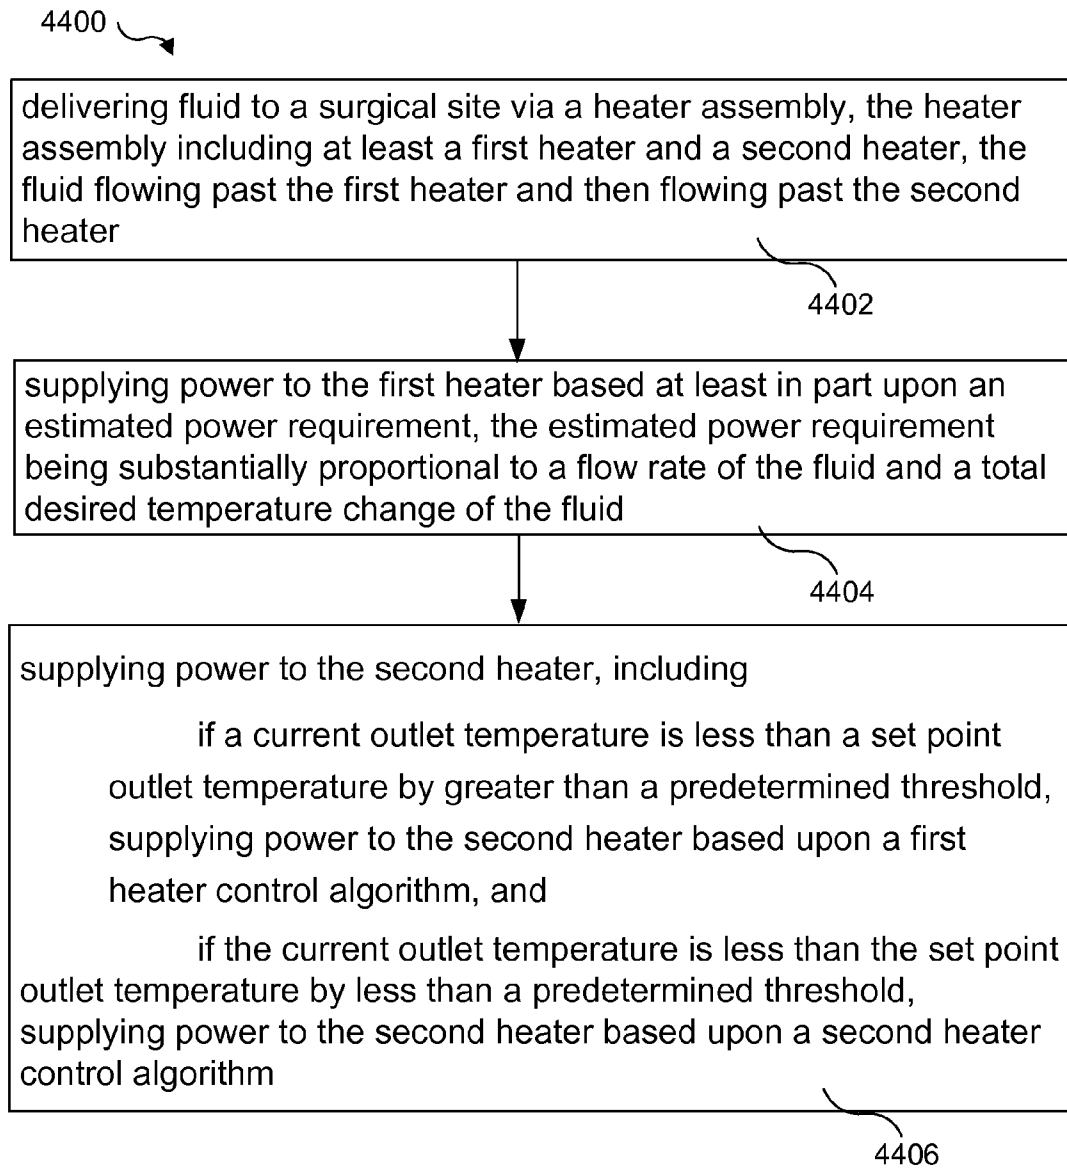 4400
delivering fluid to a surgical site via a heater assembly, the heater
assembly including at least a first heater and a second heater, the
fluid flowing past the first heater and then flowing past the second
heater
4402
supplying power to the first heater based at least in part upon an
estimated power requirement, the estimated power requirement
being substantially proportional to a flow rate of the fluid and a total
desired temperature change of the fluid
4404
supplying power to the second heater, including
if a current outlet temperature is less than a set point
outlet temperature by greater than a predetermined threshold,
supplying power to the second heater based upon a first
heater control algorithm, and
if the current outlet temperature is less than the set point
outlet temperature by less than a predetermined threshold,
supplying power to the second heater based upon a second heater
control algorithm
4406